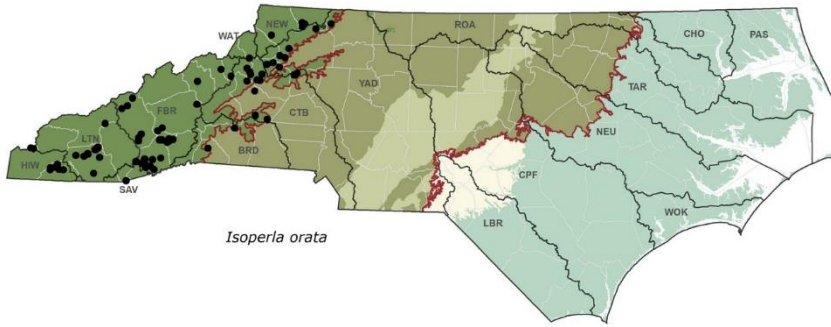 NEW
ROA
WAT
CHO
PAS
YAD
TAR
FBR
CTB
LTN
NEU
BRD
HIW
CPF
SAV
WOK
LBR
Isoperla orata